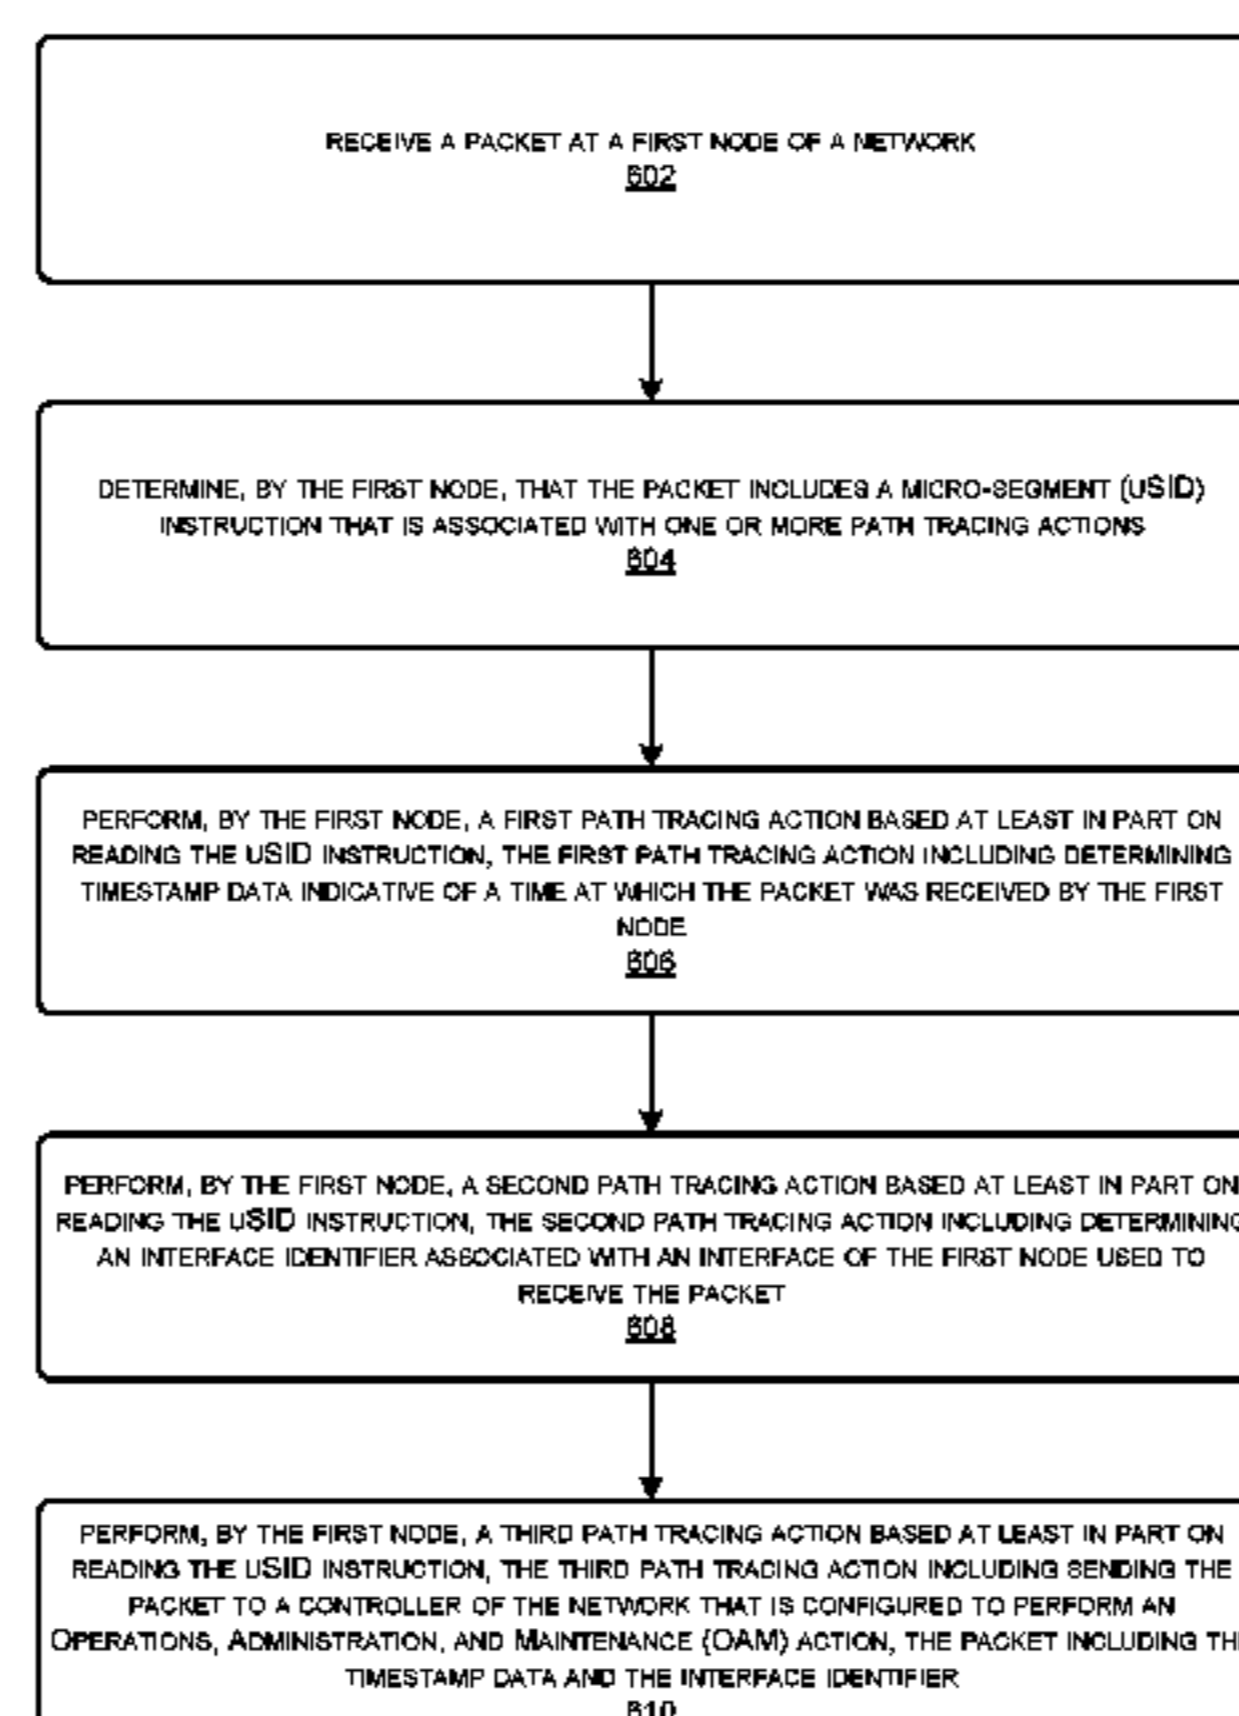 RECEIVE A PACKET AT A FIRST NODE OF A NETWORK
602
DETERMINE, BY THE FIRST NODE, THAT THE PACKET INCLUDES A MICRO-SEGMENT (USID)
INSTRUCTION THAT IS ASSOCIATED WITH ONE OR MORE PATH TRACING ACTIONS
604
PERFORM, BY THE FIRST NODE, A FIRST PATH TRACING ACTION BASED AT LEAST IN PART ON
READING THE USID INSTRUCTION, THE FIRST PATH TRACING ACTION INCLUDING DETERMINING
TIMESTAMP DATA INDICATIVE OF A TIME AT WHICH THE PACKET WAS RECEIVED BY THE FIRST
NODE
606
PERFORM, BY THE FIRST NODE, A SECOND PATH TRACING ACTION BASED AT LEAST IN PART ON
READING THE USID INSTRUCTION, THE SECOND PATH TRACING ACTION INCLUDING DETERMINING
AN INTERFACE IDENTIFIER ASSOCIATED WITH AN INTERFACE OF THE FIRST NODE USED TO
RECEIVE THE PACKET
608
PERFORM, BY THE FIRST NODE, A THIRD PATH TRACING ACTION BASED AT LEAST IN PART ON
READING THE USID INSTRUCTION, THE THIRD PATH TRACING ACTION INCLUDING SENDING THE
PACKET TO A CONTROLLER OF THE NETWORK THAT IS CONFIGURED TO PERFORM AN
OPERATIONS, ADMINISTRATION, AND MAINTENANCE (OAM) ACTION, THE PACKET INCLUDING THE
TIMESTAMP DATA AND THE INTERFACE IDENTIFIER
610